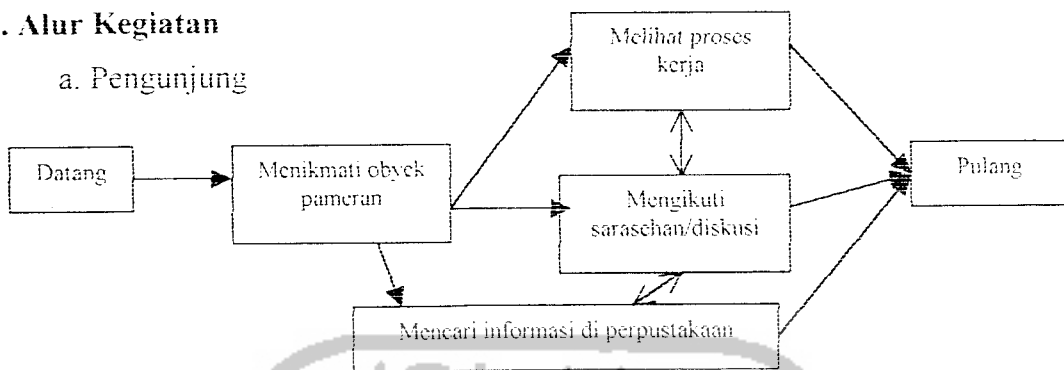 . Alur Kegiatan
a. Pengunjung
Melihat proses
kerja
Datang
Menikmati obyek
pameran
Mengikuti
sarasehan/diskusi
Pulang
Mencari informasi di perpustakaan